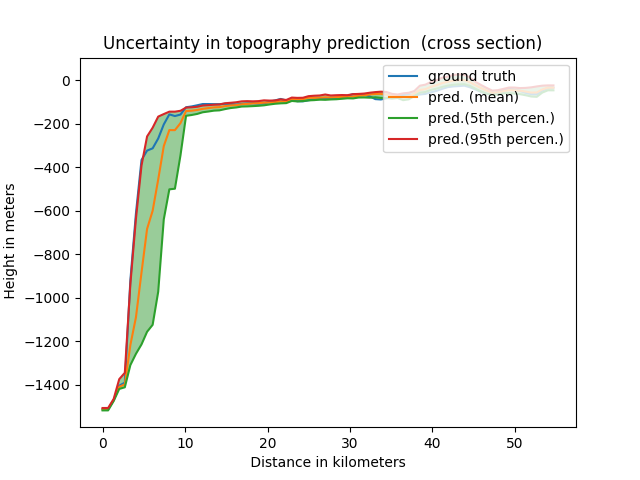 Uncertainty in topography prediction  (cross section)
ground truth
pred. (mean)
pred.(5th percen.)
pred.(95th percen.)
0
−200
−400
−600
−800
−1000
−1200
−1400
Height in meters
0 10 20 30 40 50
Distance in kilometers